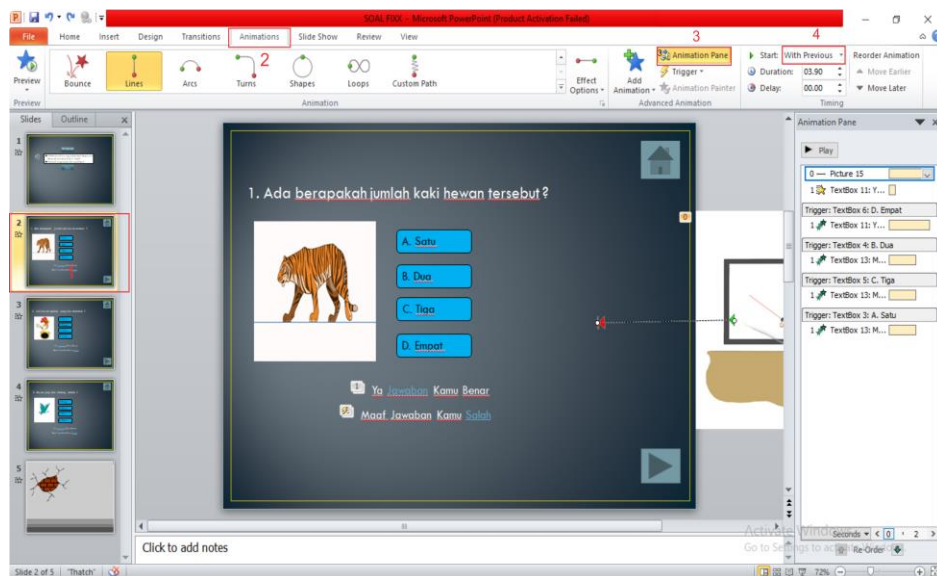 SOAL FIXX - Microsoft PowerPoint (Product Activation Failed)
File Home Insert Design Transitions Animations Slide Show Review View
2
3
4
Preview
Bounce Lines Arcs Turns Shapes Loops Custom Path
Effect Options
Add Animation
Animation Pane
Trigger
Animation Painter
Start: With Previous
Duration: 03.90
Delay: 00.00
Reorder Animation
Move Earlier
Move Later
Preview Animation Advanced Animation Timing
Slides Outline
1
2
1
3
4
5
1. Ada berapakah jumlah kaki hewan tersebut?
0
A. Satu
B. Dua
C. Tiga
D. Empat
1 Ya Jawaban Kamu Benar
Maaf Jawaban Kamu Salah
Animation Pane
Play
0 Picture 15
1 TextBox 11: Y...
Trigger: TextBox 6: D. Empat
1 TextBox 11: Y...
Trigger: TextBox 4: B. Dua
1 TextBox 13: M...
Trigger: TextBox 5: C. Tiga
1 TextBox 13: M...
Trigger: TextBox 3: A. Satu
1 TextBox 13: M...
Activate Windows
Seconds 0 2
Re-Order
Click to add notes
Slide 2 of 5 "Thatch" 72%